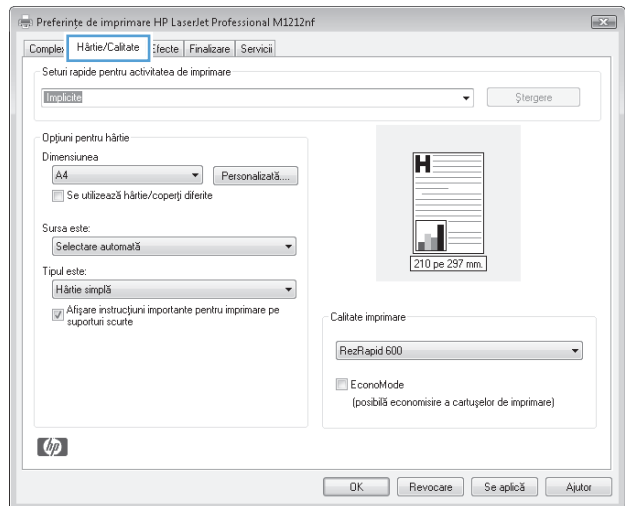 Preferințe de imprimare HP LaserJet Professional M1212nf
Hârtie/Calitate Efecte Finalizare Servicii
Seturi rapide pentru activitatea de imprimare
Implicite
Ștergere
Opțiuni pentru hârtie
Dimensiunea
A4
Personalizată....
Se utilizează hârtie/coperți diferite
Sursa este:
Selectare automată
Tipul este:
Hârtie simplă
Afișare instrucțiuni importante pentru imprimare pe
suporturi scurte
H
210 pe 297 mm.
Calitate imprimare
RezRapid 600
EconoMode
(posibilă economisire a cartușelor de imprimare)
hp
OK Revocare Se aplică Ajutor